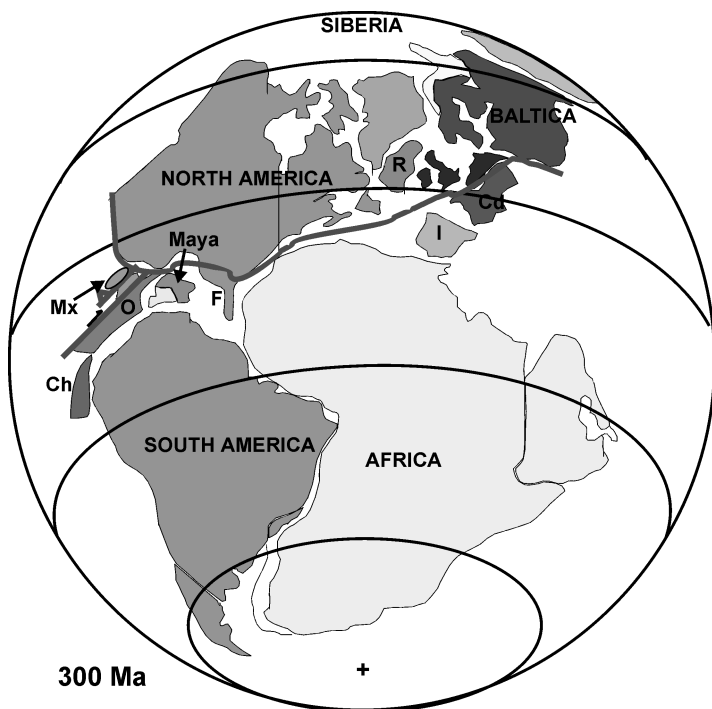 SIBERIA
BALTICA
R
NORTH AMERICA
Cd
Maya
I
Mx
O
F
Ch
SOUTH AMERICA
AFRICA
300 Ma
+